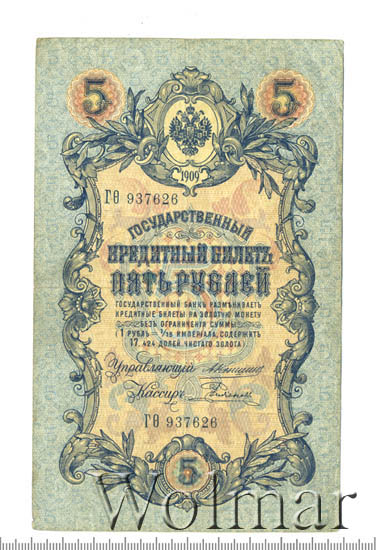 5 5
1909
ГѲ 937626
ГОСУДАРСТВЕННЫЙ
КРЕДИТНЫЙ БИЛЕТЪ
ПЯТЬ РУБЛЕЙ
ГОСУДАРСТВЕННЫЙ БАНКЪ РАЗМѢНИВАЕТЪ
КРЕДИТНЫЕ БИЛЕТЫ НА ЗОЛОТУЮ МОНЕТУ
БЕЗЪ ОГРАНИЧЕНІЯ СУММЫ
(1 РУБЛЬ = 1/15 ИМПЕРІАЛА, СОДЕРЖИТЪ
17,424 ДОЛЕЙ ЧИСТАГО ЗОЛОТА).
Управляющій
Кассиръ
ГѲ 937626
5
Wolmar